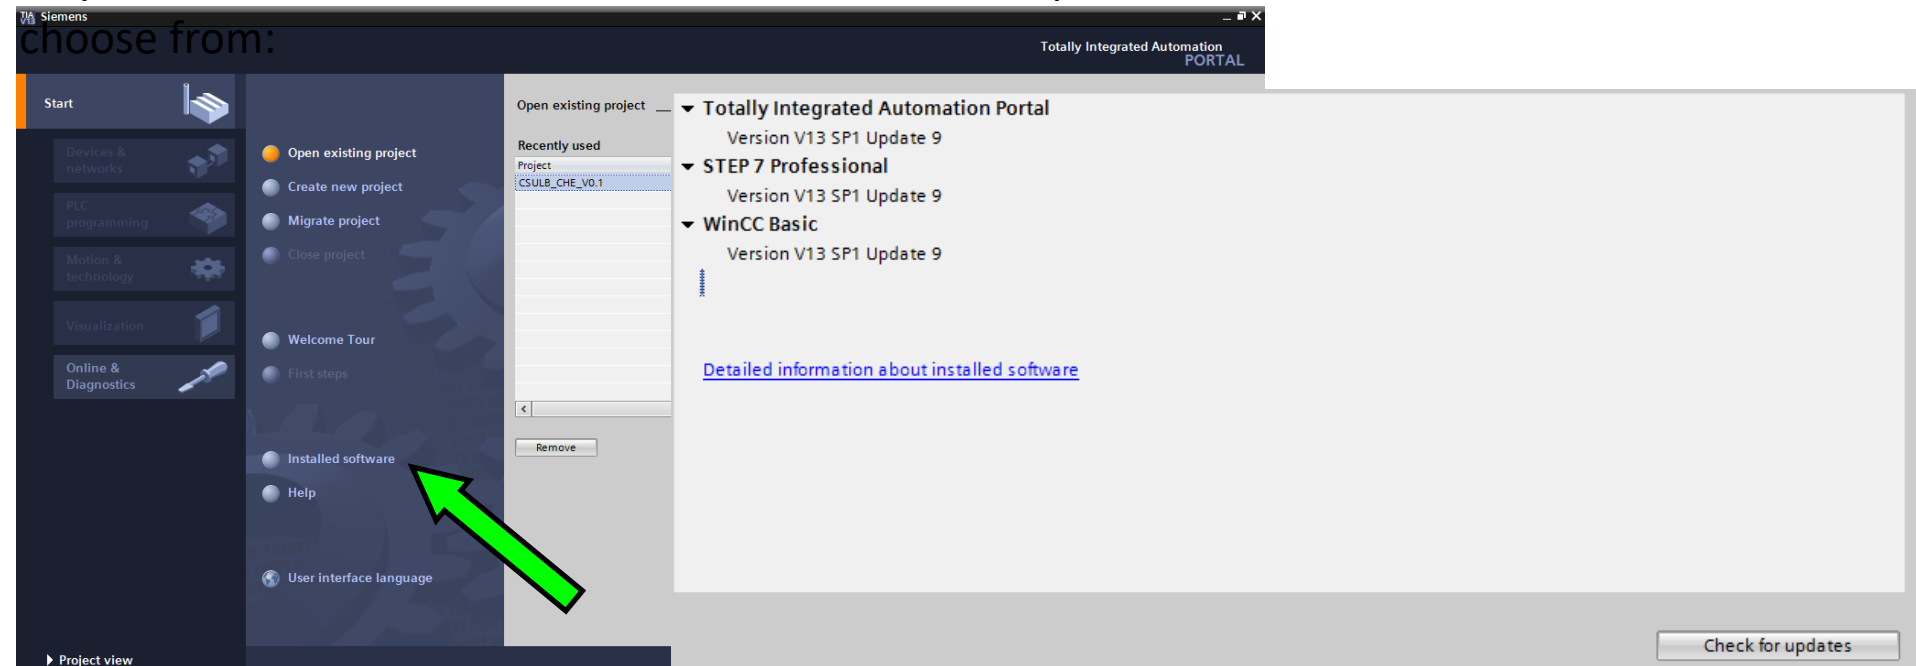 Siemens
choose from:
Totally Integrated Automation
PORTAL
Start
Devices &
networks
PLC
programming
Motion &
technology
Visualization
Online &
Diagnostics
Project view
Open existing project
Create new project
Migrate project
Close project
Welcome Tour
First steps
Installed software
Help
User interface language
Open existing project
Recently used
Project
CSULB_CHE_V0.1
Remove
Totally Integrated Automation Portal
Version V13 SP1 Update 9
STEP 7 Professional
Version V13 SP1 Update 9
WinCC Basic
Version V13 SP1 Update 9
Detailed information about installed software
Check for updates